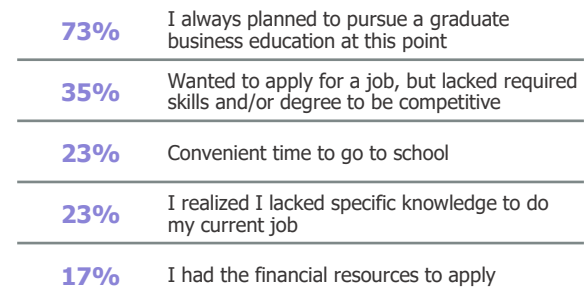 73%
I always planned to pursue a graduate
business education at this point
35%
Wanted to apply for a job, but lacked required
skills and/or degree to be competitive
23%
Convenient time to go to school
23%
I realized I lacked specific knowledge to do
my current job
17%
I had the financial resources to apply